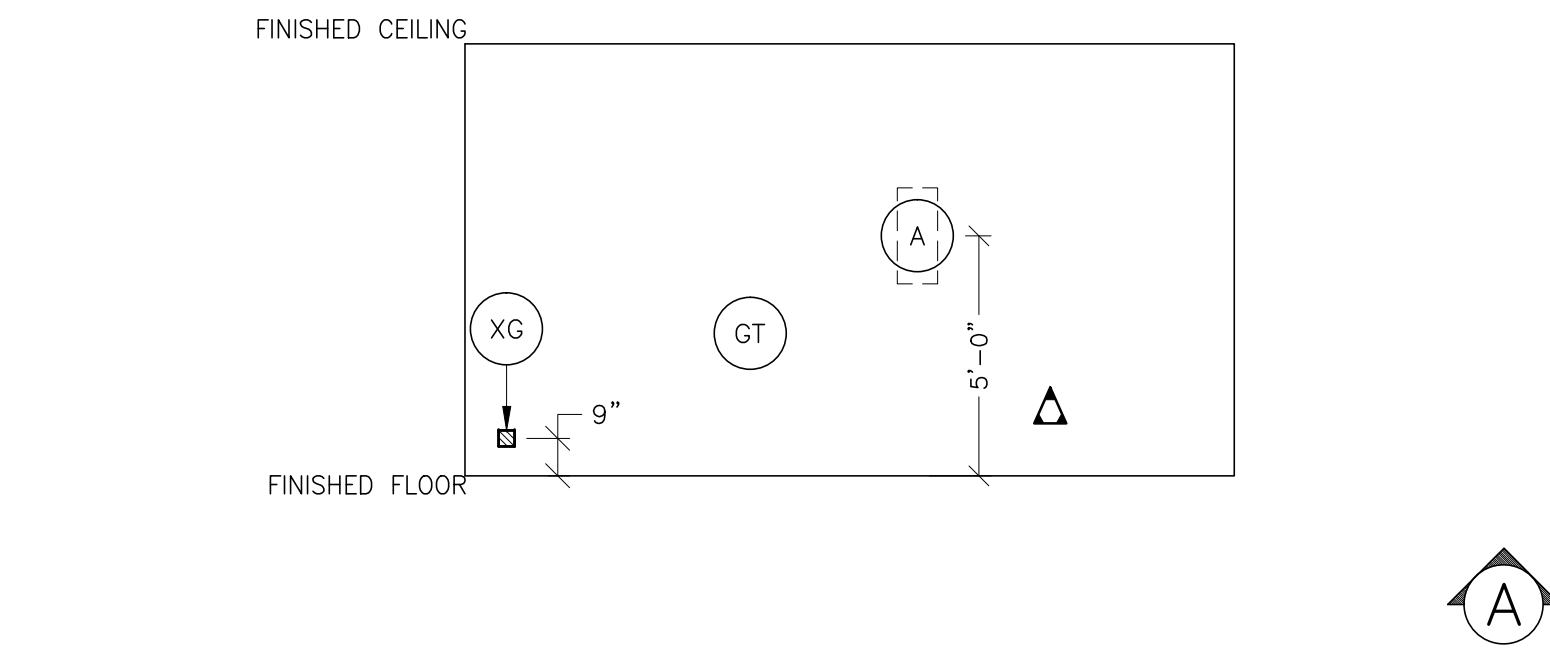 FINISHED CEILING
A
XG
GT
5’–0”
9”
FINISHED FLOOR
A